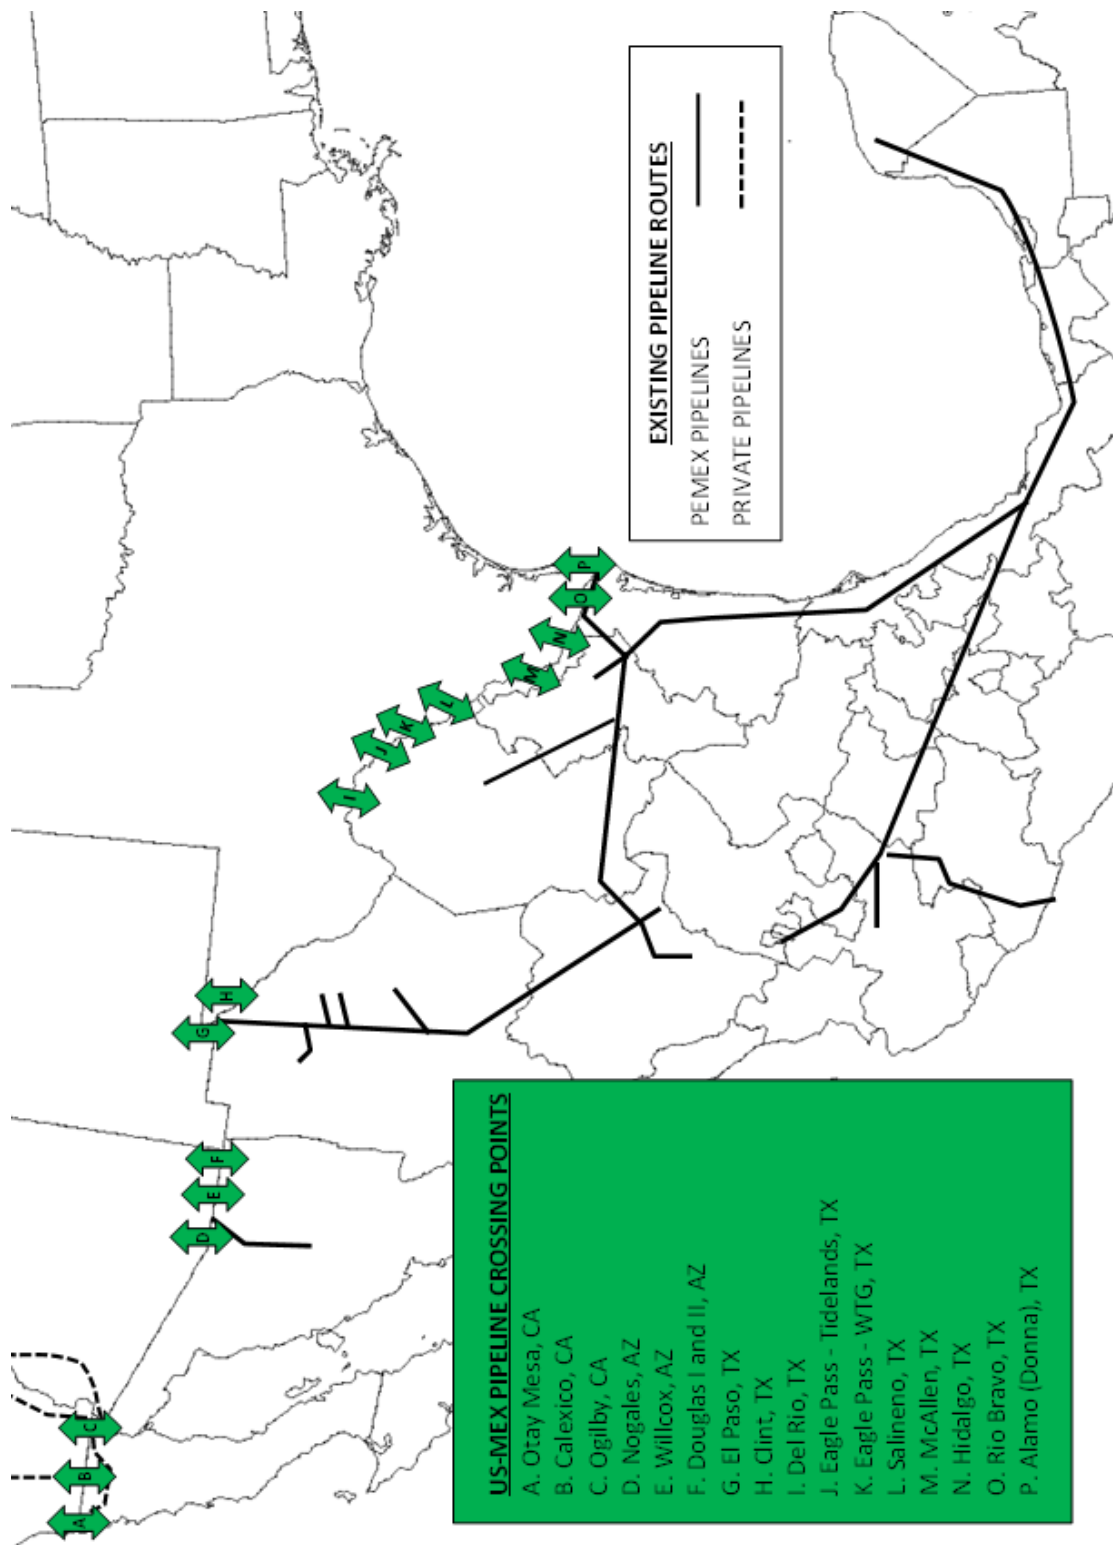 A
B
C
D
E
F
G
H
I
J
K
L
M
N
O
P
EXISTING PIPELINE ROUTES
PEMEX PIPELINES
PRIVATE PIPELINES
US-MEX PIPELINE CROSSING POINTS
A. Otay Mesa, CA
B. Calexico, CA
C. Ogilby, CA
D. Nogales, AZ
E. Willcox, AZ
F. Douglas I and II, AZ
G. El Paso, TX
H. Clint, TX
I. Del Rio, TX
J. Eagle Pass - Tidelands, TX
K. Eagle Pass - WTG, TX
L. Salineno, TX
M. McAllen, TX
N. Hidalgo, TX
O. Rio Bravo, TX
P. Alamo (Donna), TX